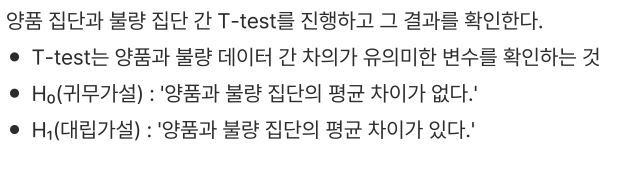 양품 집단과 불량 집단 간 T-test를 진행하고 그 결과를 확인한다.
● T-test는 양품과 불량 데이터 간 차의가 유의미한 변수를 확인하는 것
● H₀(귀무가설) : '양품과 불량 집단의 평균 차이가 없다.'
● H₁(대립가설) : '양품과 불량 집단의 평균 차이가 있다.'